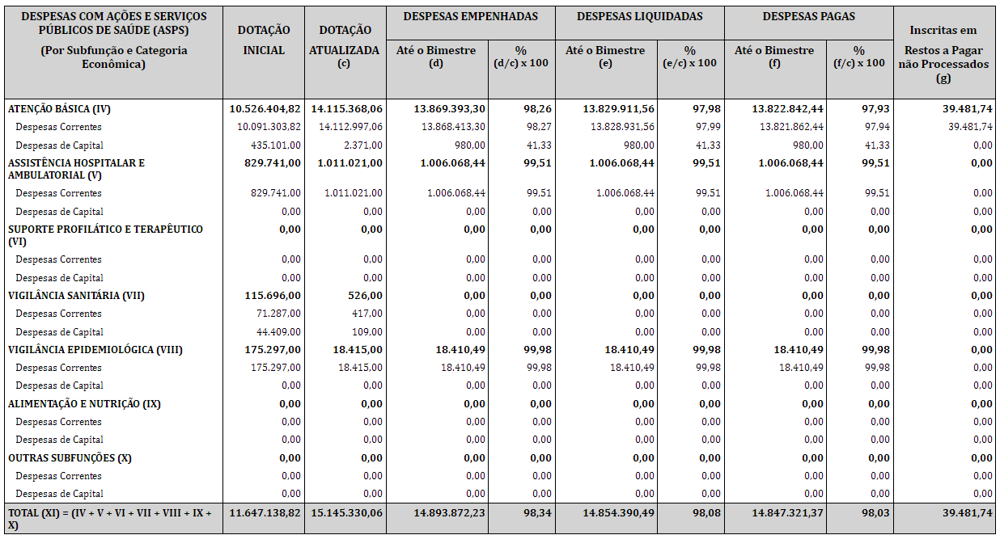 DESPESAS COM AÇÕES E SERVIÇOS PÚBLICOS DE SAÚDE (ASPS)
(Por Subfunção e Categoria Econômica)
DOTAÇÃO INICIAL
DOTAÇÃO ATUALIZADA (c)
DESPESAS EMPENHADAS
DESPESAS LIQUIDADAS
DESPESAS PAGAS
Inscritas em Restos a Pagar não Processados (g)
Até o Bimestre (d)
% (d/c) x 100
Até o Bimestre (e)
% (e/c) x 100
Até o Bimestre (f)
% (f/c) x 100
ATENÇÃO BÁSICA (IV) 10.526.404,82 14.115.368,06 13.869.393,30 98,26 13.829.911,56 97,98 13.822.842,44 97,93 39.481,74
Despesas Correntes 10.091.303,82 14.112.997,06 13.868.413,30 98,27 13.828.931,56 97,99 13.821.862,44 97,94 39.481,74
Despesas de Capital 435.101,00 2.371,00 980,00 41,33 980,00 41,33 980,00 41,33 0,00
ASSISTÊNCIA HOSPITALAR E AMBULATORIAL (V) 829.741,00 1.011.021,00 1.006.068,44 99,51 1.006.068,44 99,51 1.006.068,44 99,51 0,00
Despesas Correntes 829.741,00 1.011.021,00 1.006.068,44 99,51 1.006.068,44 99,51 1.006.068,44 99,51 0,00
Despesas de Capital 0,00 0,00 0,00 0,00 0,00 0,00 0,00 0,00 0,00
SUPORTE PROFILÁTICO E TERAPÊUTICO (VI) 0,00 0,00 0,00 0,00 0,00 0,00 0,00 0,00 0,00
Despesas Correntes 0,00 0,00 0,00 0,00 0,00 0,00 0,00 0,00 0,00
Despesas de Capital 0,00 0,00 0,00 0,00 0,00 0,00 0,00 0,00 0,00
VIGILÂNCIA SANITÁRIA (VII) 115.696,00 526,00 0,00 0,00 0,00 0,00 0,00 0,00 0,00
Despesas Correntes 71.287,00 417,00 0,00 0,00 0,00 0,00 0,00 0,00 0,00
Despesas de Capital 44.409,00 109,00 0,00 0,00 0,00 0,00 0,00 0,00 0,00
VIGILÂNCIA EPIDEMIOLÓGICA (VIII) 175.297,00 18.415,00 18.410,49 99,98 18.410,49 99,98 18.410,49 99,98 0,00
Despesas Correntes 175.297,00 18.415,00 18.410,49 99,98 18.410,49 99,98 18.410,49 99,98 0,00
Despesas de Capital 0,00 0,00 0,00 0,00 0,00 0,00 0,00 0,00 0,00
ALIMENTAÇÃO E NUTRIÇÃO (IX) 0,00 0,00 0,00 0,00 0,00 0,00 0,00 0,00 0,00
Despesas Correntes 0,00 0,00 0,00 0,00 0,00 0,00 0,00 0,00 0,00
Despesas de Capital 0,00 0,00 0,00 0,00 0,00 0,00 0,00 0,00 0,00
OUTRAS SUBFUNÇÕES (X) 0,00 0,00 0,00 0,00 0,00 0,00 0,00 0,00 0,00
Despesas Correntes 0,00 0,00 0,00 0,00 0,00 0,00 0,00 0,00 0,00
Despesas de Capital 0,00 0,00 0,00 0,00 0,00 0,00 0,00 0,00 0,00
TOTAL (XI) = (IV + V + VI + VII + VIII + IX + X) 11.647.138,82 15.145.330,06 14.893.872,23 98,34 14.854.390,49 98,08 14.847.321,37 98,03 39.481,74